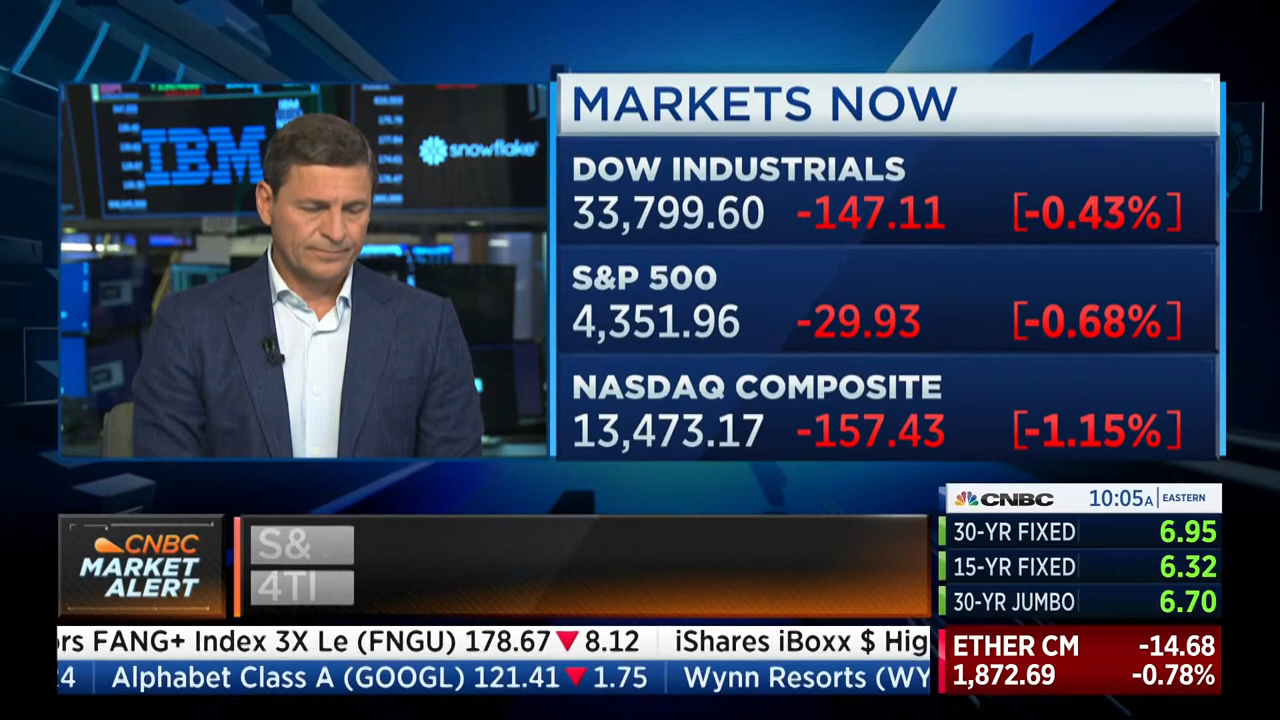 MARKETS NOW
DOW INDUSTRIALS
33,799.60 -147.11 [-0.43%]
S&P 500
4,351.96 -29.93 [-0.68%]
NASDAQ COMPOSITE
13,473.17 -157.43 [-1.15%]
IBM
snowflake
CNBC 10:05A EASTERN
30-YR FIXED 6.95
15-YR FIXED 6.32
30-YR JUMBO 6.70
ETHER CM -14.68
1,872.69 -0.78%
CNBC
MARKET
ALERT
S&
4TI
ors FANG+ Index 3X Le (FNGU) 178.67▼8.12 iShares iBoxx $ Hig
24 Alphabet Class A (GOOGL) 121.41▼1.75 Wynn Resorts (WY